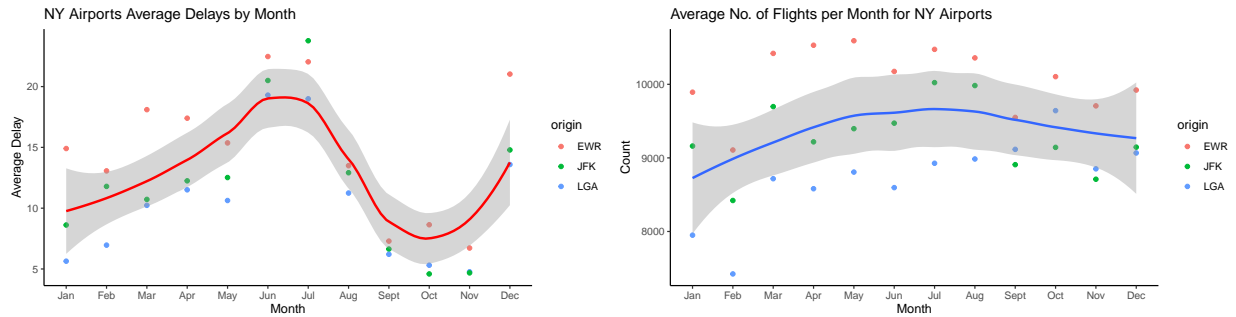 NY Airports Average Delays by Month
Average Delay
20
15
10
5
Jan Feb Mar Apr May Jun Jul Aug Sept Oct Nov Dec
Month
origin
EWR
JFK
LGA
Average No. of Flights per Month for NY Airports
Count
10000
9000
8000
Jan Feb Mar Apr May Jun Jul Aug Sept Oct Nov Dec
Month
origin
EWR
JFK
LGA